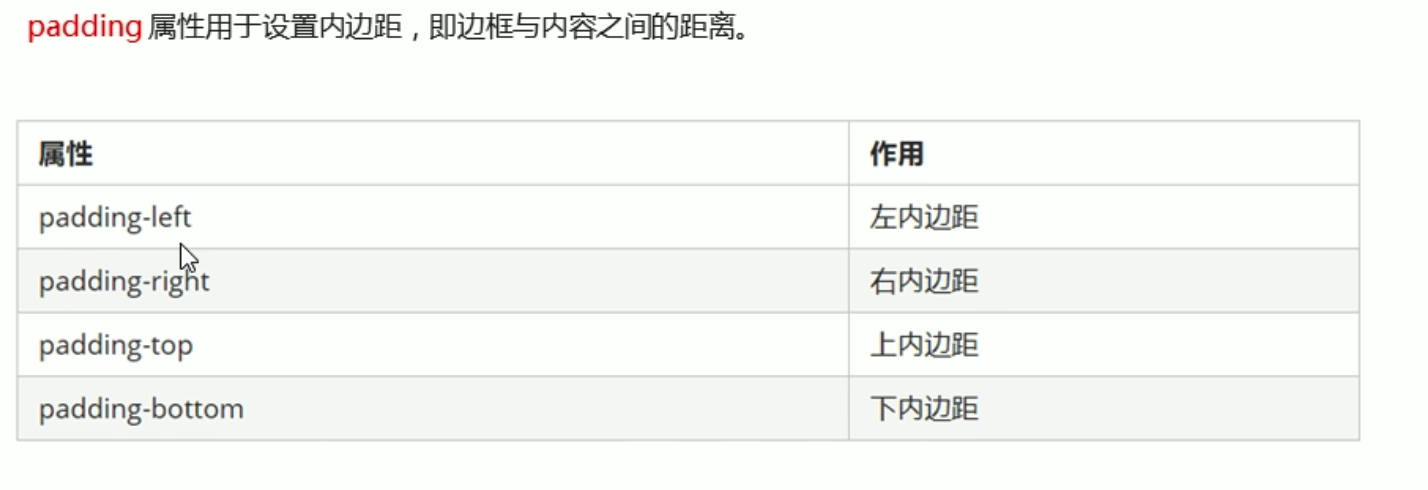 padding 属性用于设置内边距，即边框与内容之间的距离。
属性 作用
padding-left 左内边距
padding-right 右内边距
padding-top 上内边距
padding-bottom 下内边距